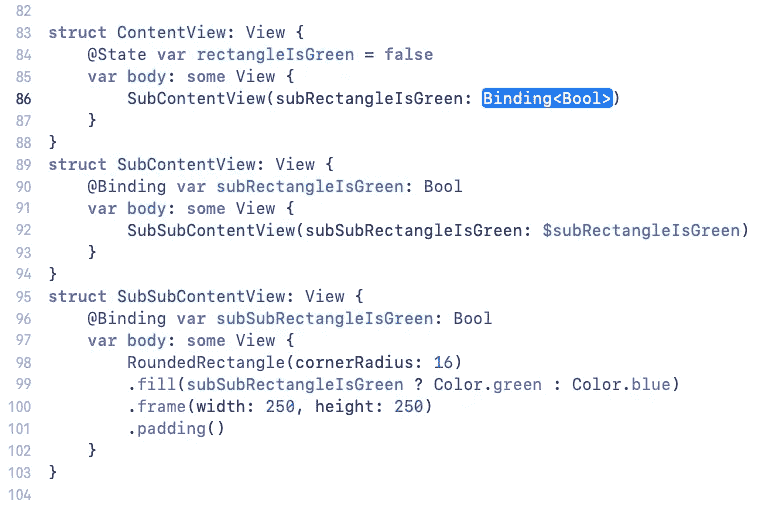 82
83 struct ContentView: View {
84     @State var rectangleIsGreen = false
85     var body: some View {
86         SubContentView(subRectangleIsGreen: Binding<Bool>)
87     }
88 }
89 struct SubContentView: View {
90     @Binding var subRectangleIsGreen: Bool
91     var body: some View {
92         SubSubContentView(subSubRectangleIsGreen: $subRectangleIsGreen)
93     }
94 }
95 struct SubSubContentView: View {
96     @Binding var subSubRectangleIsGreen: Bool
97     var body: some View {
98         RoundedRectangle(cornerRadius: 16)
99         .fill(subSubRectangleIsGreen ? Color.green : Color.blue)
100         .frame(width: 250, height: 250)
101         .padding()
102     }
103 }
104